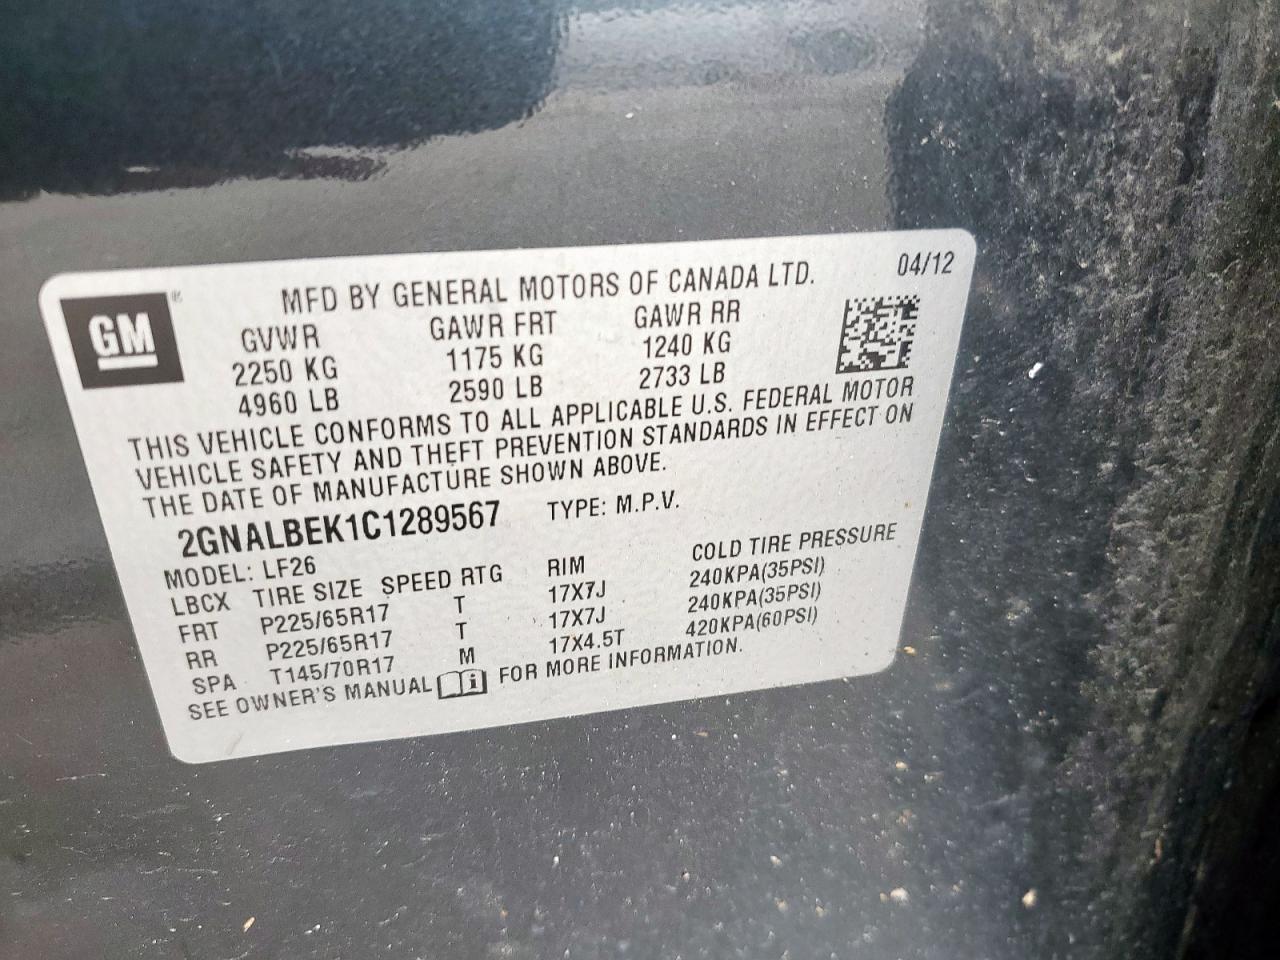 GM
®
MFD BY GENERAL MOTORS OF CANADA LTD.
04/12
GVWR GAWR FRT GAWR RR
2250 KG 1175 KG 1240 KG
4960 LB 2590 LB 2733 LB
THIS VEHICLE CONFORMS TO ALL APPLICABLE U.S. FEDERAL MOTOR
VEHICLE SAFETY AND THEFT PREVENTION STANDARDS IN EFFECT ON
THE DATE OF MANUFACTURE SHOWN ABOVE.
2GNALBEK1C1289567 TYPE: M.P.V.
MODEL: LF26
LBCX TIRE SIZE SPEED RTG RIM COLD TIRE PRESSURE
FRT P225/65R17 T 17X7J 240KPA(35PSI)
RR P225/65R17 T 17X7J 240KPA(35PSI)
SPA T145/70R17 M 17X4.5T 420KPA(60PSI)
SEE OWNER'S MANUAL i FOR MORE INFORMATION.